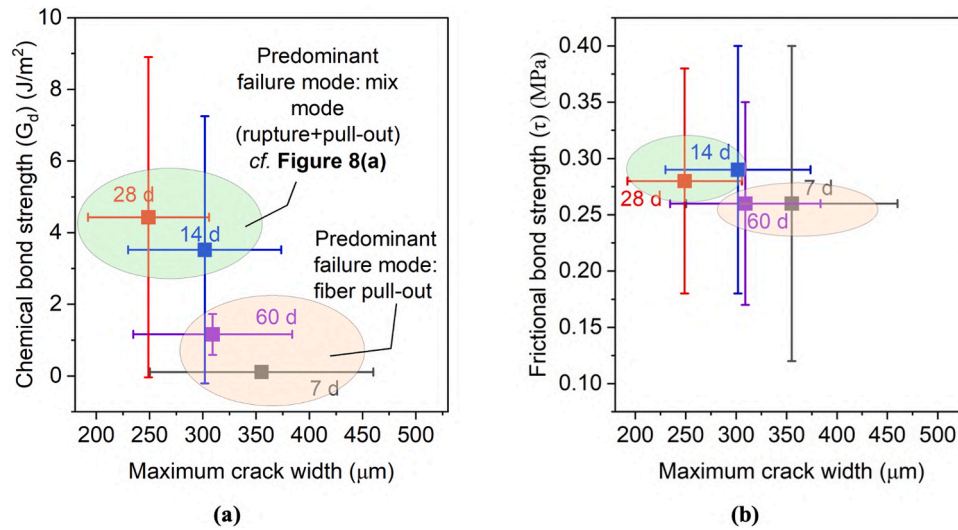 10
8
6
4
2
0
Chemical bond strength (G_d) (J/m²)
Predominant
failure mode: mix
mode
(rupture+pull-out)
cf. Figure 8(a)
28 d
14 d
Predominant
failure mode:
fiber pull-out
60 d
7 d
200 250 300 350 400 450 500
Maximum crack width (μm)
(a)
0.40
0.35
0.30
0.25
0.20
0.15
0.10
Frictional bond strength (τ) (MPa)
14 d
28 d
7 d
60 d
200 250 300 350 400 450 500
Maximum crack width (μm)
(b)